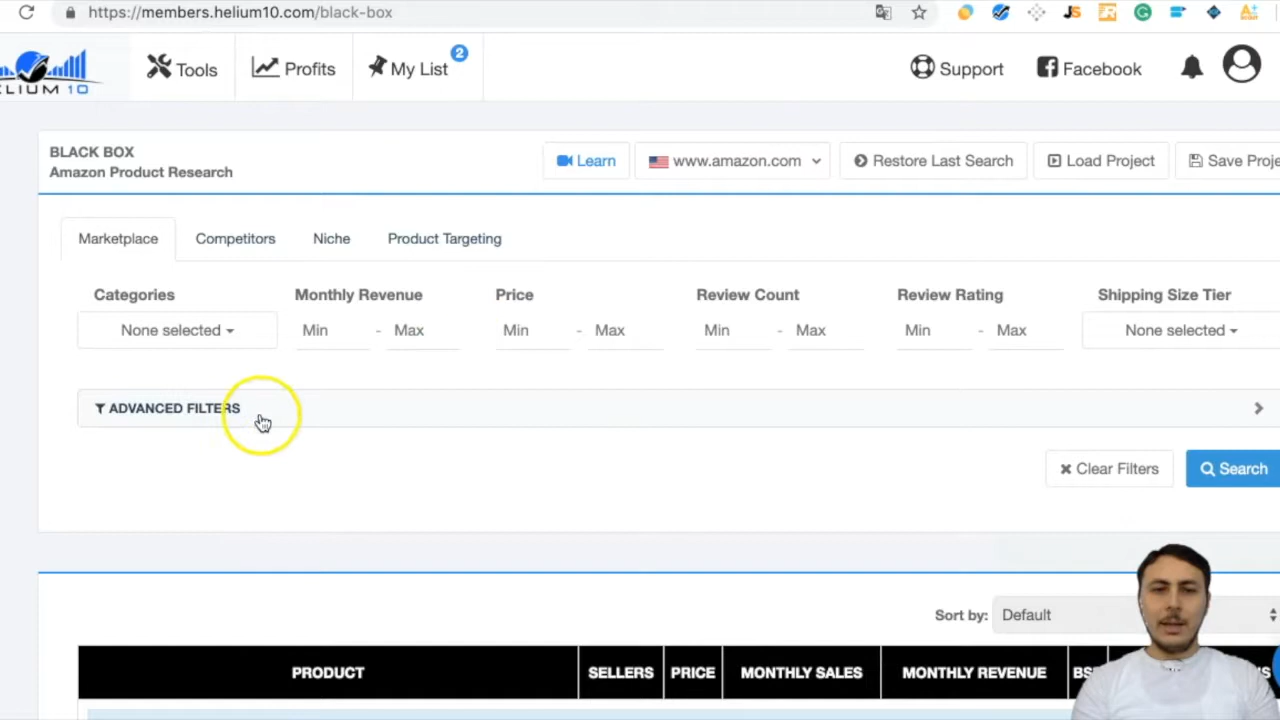 https://members.helium10.com/black-box
Tools
Profits
My List
2
Support
Facebook
JS
BLACK BOX
Amazon Product Research
Learn
www.amazon.com
Restore Last Search
Load Project
Save Proje
Marketplace
Competitors
Niche
Product Targeting
Categories
Monthly Revenue
Price
Review Count
Review Rating
Shipping Size Tier
None selected
Min - Max
Min - Max
Min - Max
Min - Max
None selected
ADVANCED FILTERS
Clear Filters
Search
Sort by: Default
PRODUCT
SELLERS
PRICE
MONTHLY SALES
MONTHLY REVENUE